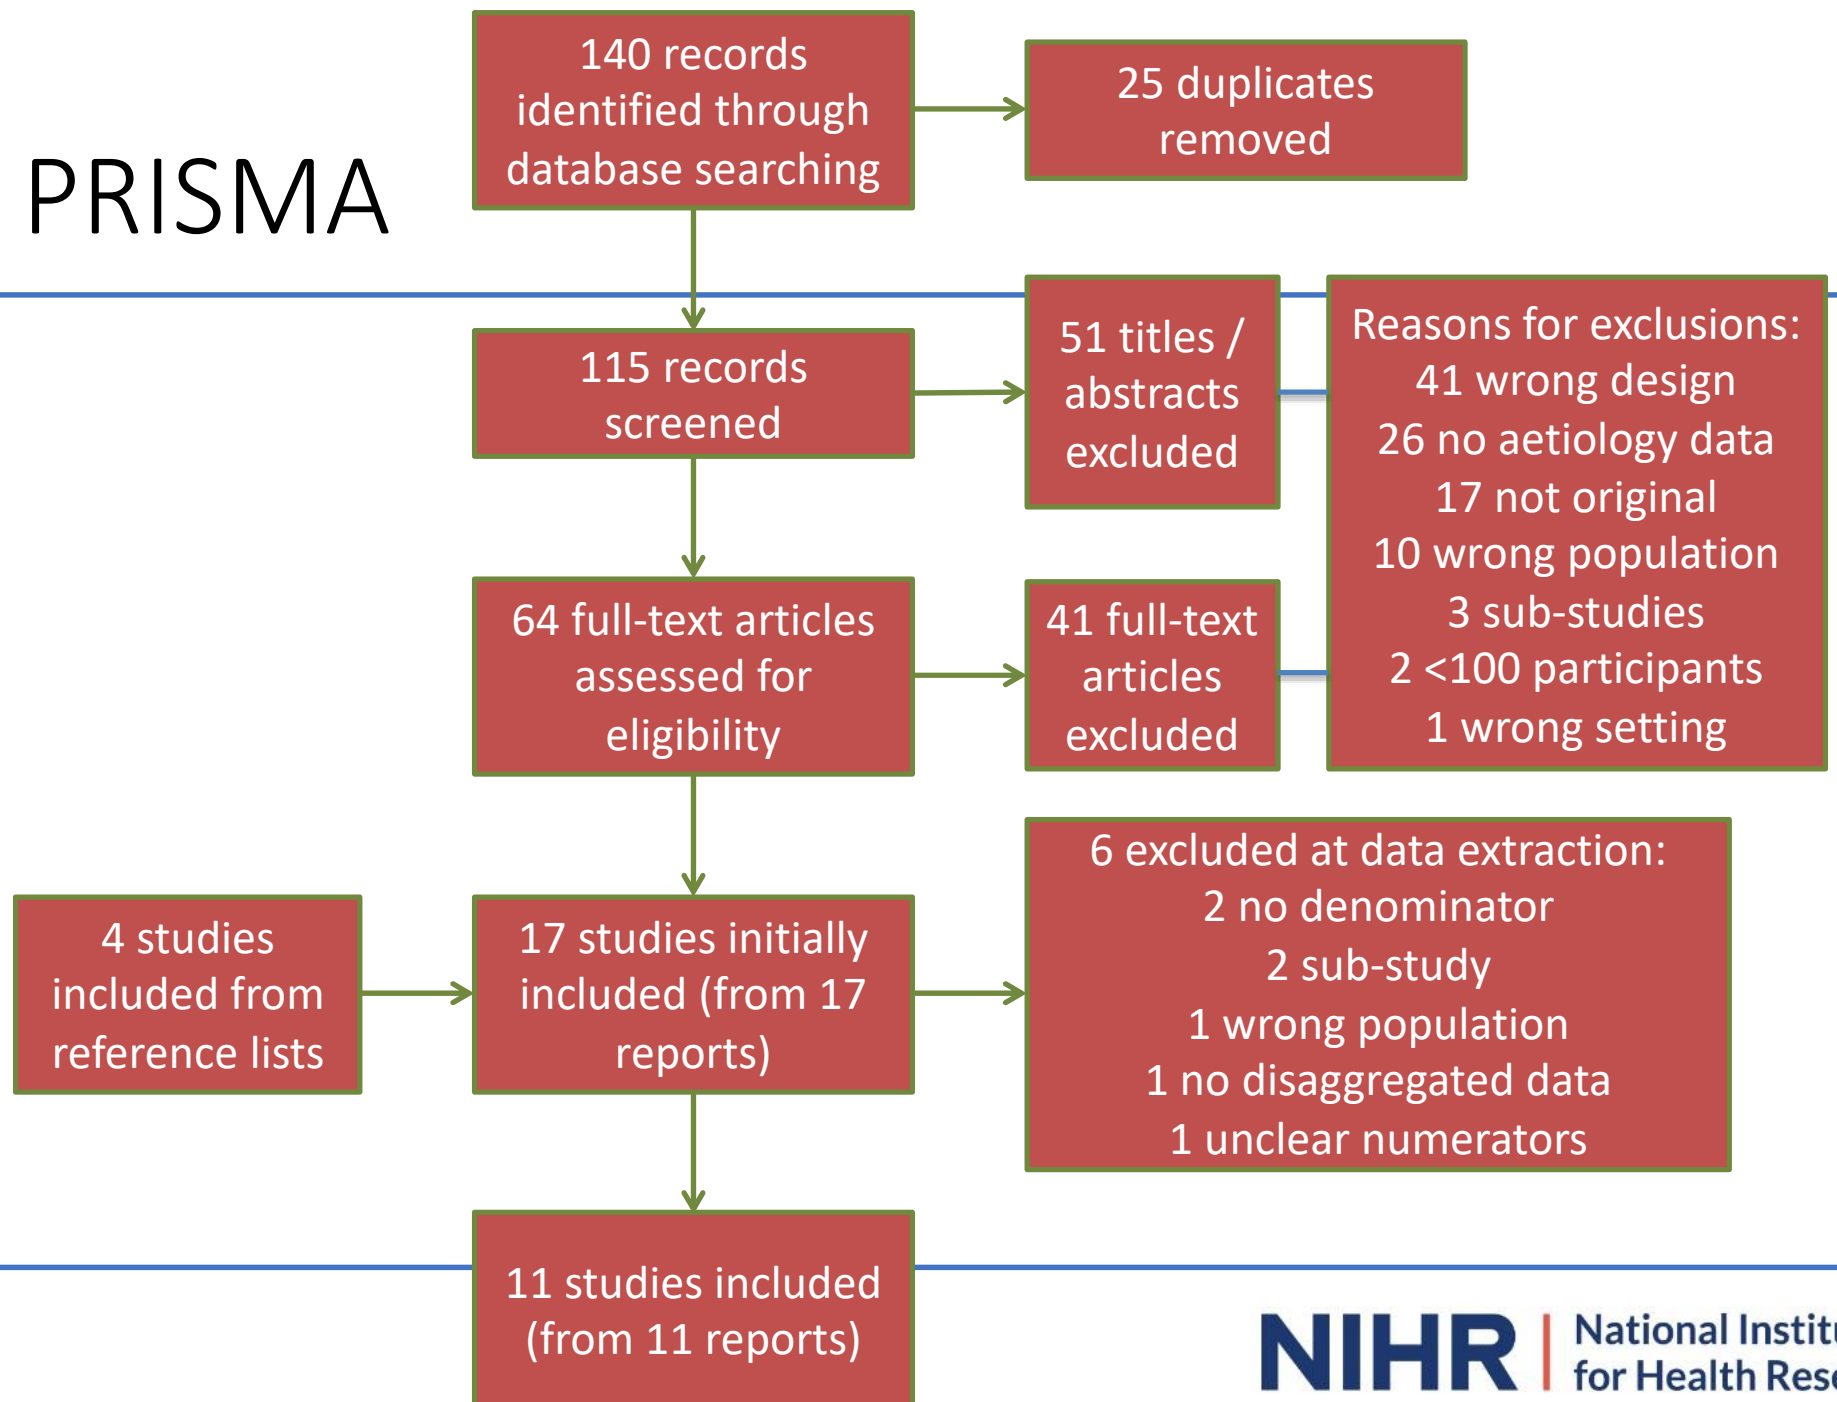 PRISMA
140 records
identified through
database searching
25 duplicates
removed
115 records
screened
51 titles /
abstracts
excluded
Reasons for exclusions:
41 wrong design
26 no aetiology data
17 not original
10 wrong population
3 sub-studies
2 <100 participants
1 wrong setting
64 full-text articles
assessed for
eligibility
41 full-text
articles
excluded
4 studies
included from
reference lists
17 studies initially
included (from 17
reports)
6 excluded at data extraction:
2 no denominator
2 sub-study
1 wrong population
1 no disaggregated data
1 unclear numerators
11 studies included
(from 11 reports)
NIHR
National
for Health